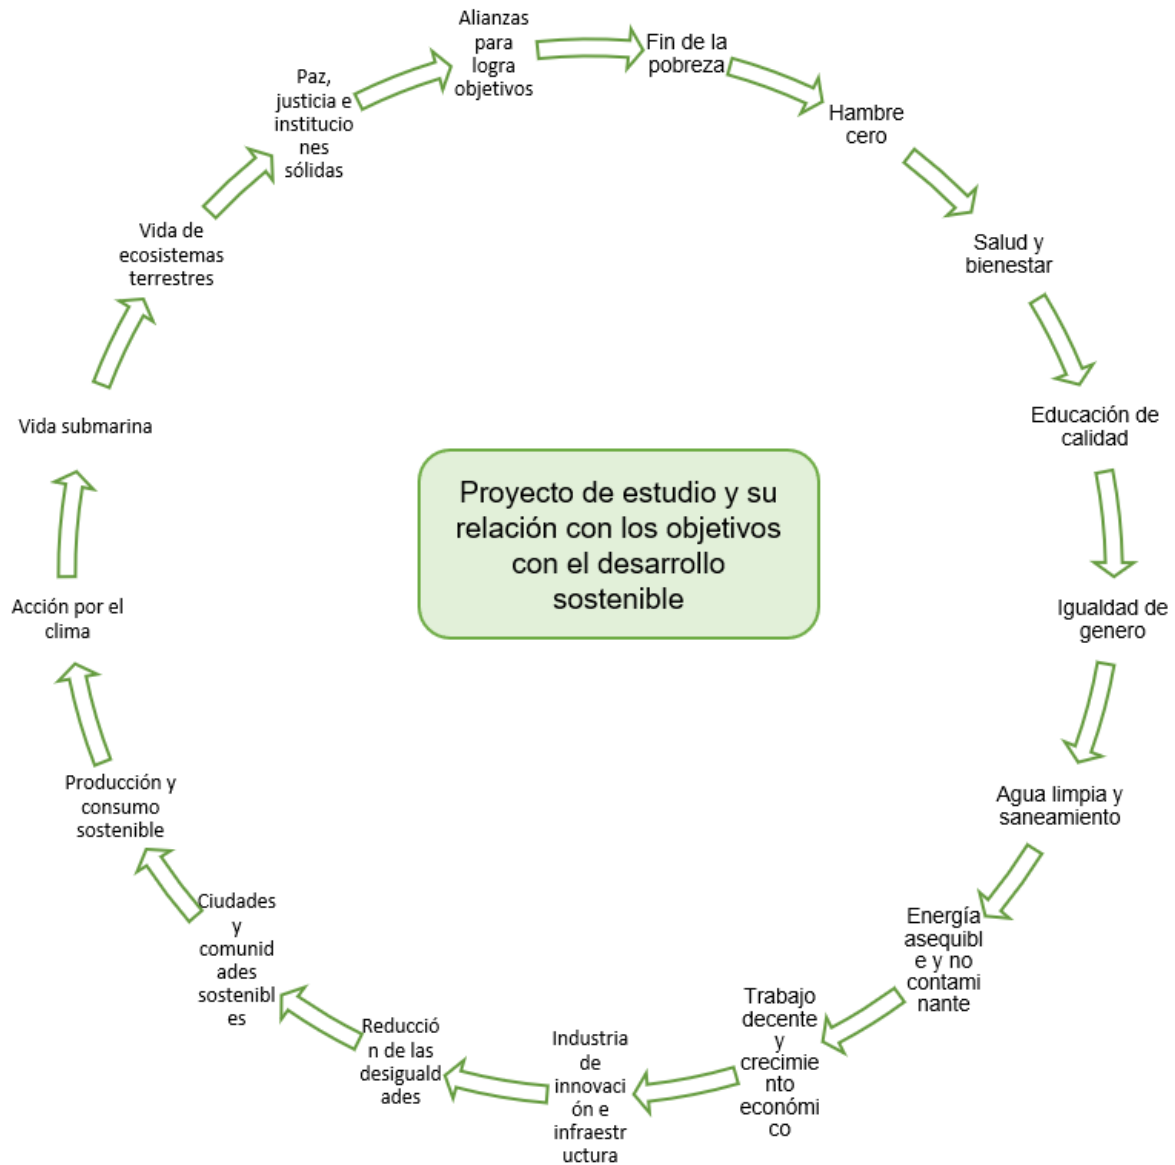 Alianzas
para
logra
objetivos
Fin de la
pobreza
Hambre
cero
Salud y
bienestar
Educación de
calidad
Igualdad de
genero
Agua limpia y
saneamiento
Energía
asequibl
e y no
contami
nante
Trabajo
decente
y
crecimie
nto
económi
co
Industria
de
innovaci
ón e
infraestr
uctura
Reducció
n de las
desiguald
ades
Ciudades
y
comunid
ades
sostenibl
es
Producción y
consumo
sostenible
Acción por el
clima
Vida submarina
Vida de
ecosistemas
terrestres
Paz,
justicia e
institucio
nes
sólidas
Proyecto de estudio y su
relación con los objetivos
con el desarrollo
sostenible